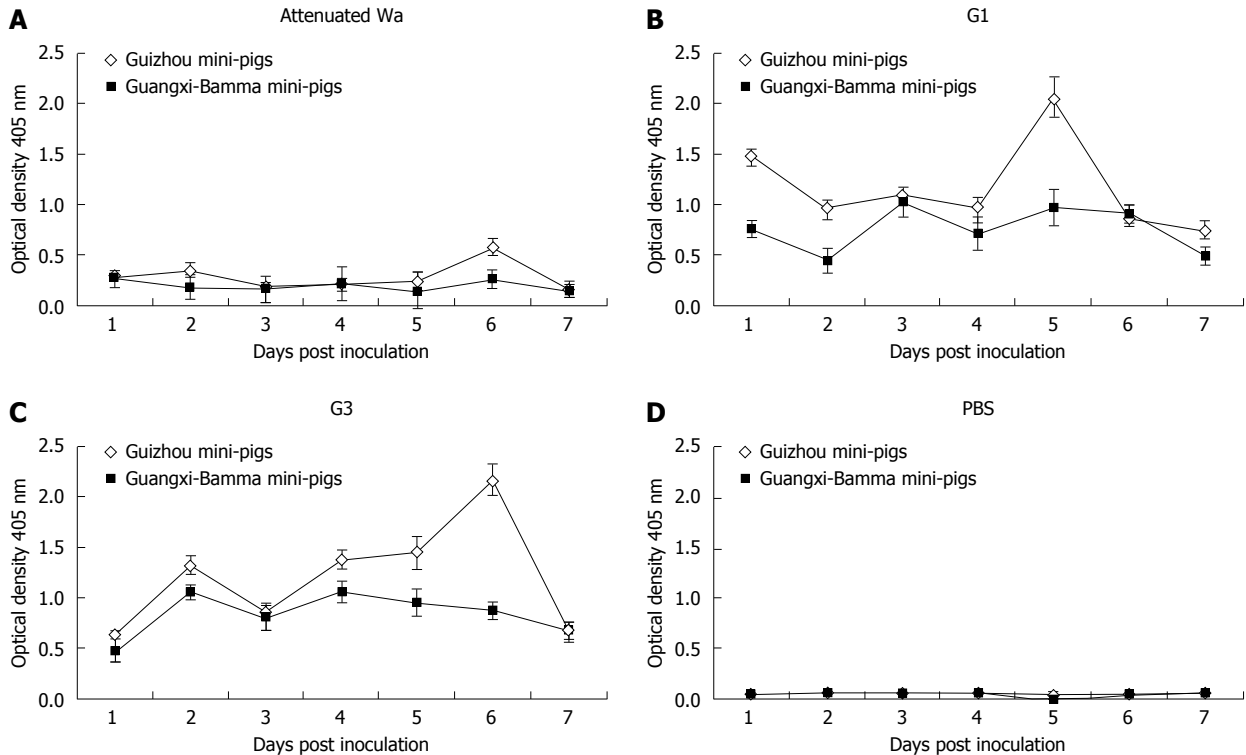 A
Attenuated Wa
2.5
2.0
1.5
1.0
0.5
0.0
Optical density 405 nm
Guizhou mini-pigs
Guangxi-Bamma mini-pigs
1 2 3 4 5 6 7
Days post inoculation
B
G1
2.5
2.0
1.5
1.0
0.5
0.0
Optical density 405 nm
Guizhou mini-pigs
Guangxi-Bamma mini-pigs
1 2 3 4 5 6 7
Days post inoculation
C
G3
2.5
2.0
1.5
1.0
0.5
0.0
Optical density 405 nm
Guizhou mini-pigs
Guangxi-Bamma mini-pigs
1 2 3 4 5 6 7
Days post inoculation
D
PBS
2.5
2.0
1.5
1.0
0.5
0.0
Optical density 405 nm
Guizhou mini-pigs
Guangxi-Bamma mini-pigs
1 2 3 4 5 6 7
Days post inoculation